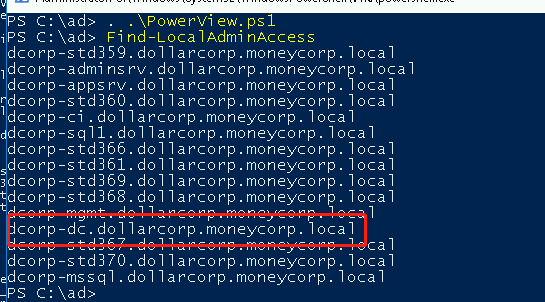 PS C:\ad> . .\PowerView.ps1
PS C:\ad> Find-LocalAdminAccess
dcorp-std359.dollarcorp.moneycorp.local
dcorp-adminsrv.dollarcorp.moneycorp.local
dcorp-appsrv.dollarcorp.moneycorp.local
dcorp-std360.dollarcorp.moneycorp.local
dcorp-ci.dollarcorp.moneycorp.local
dcorp-sql1.dollarcorp.moneycorp.local
dcorp-std366.dollarcorp.moneycorp.local
dcorp-std361.dollarcorp.moneycorp.local
dcorp-std369.dollarcorp.moneycorp.local
dcorp-std368.dollarcorp.moneycorp.local
dcorp-mgmt.dollarcorp.moneycorp.local
dcorp-dc.dollarcorp.moneycorp.local
dcorp-std367.dollarcorp.moneycorp.local
dcorp-std370.dollarcorp.moneycorp.local
dcorp-mssql.dollarcorp.moneycorp.local
PS C:\ad>